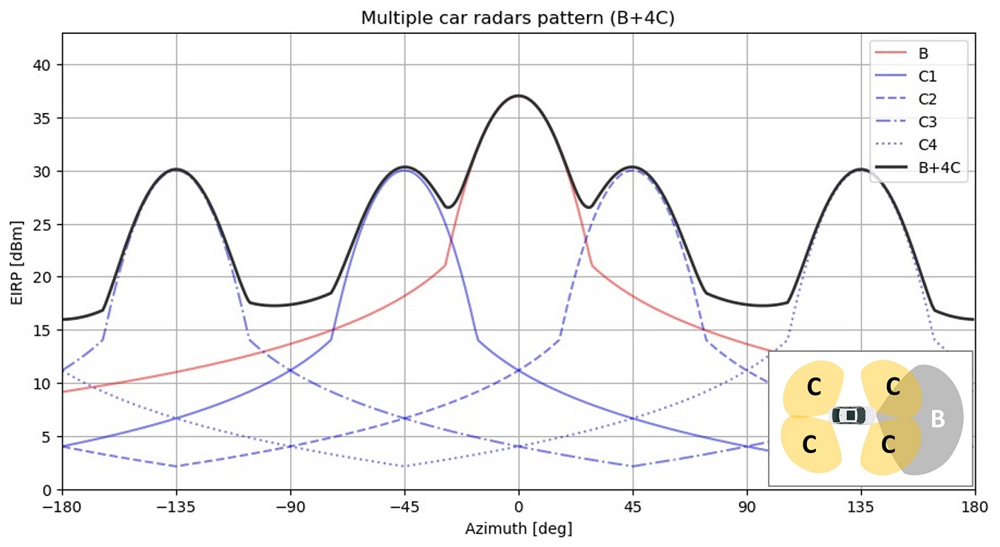 Multiple car radars pattern (B+4C)
EIRP [dBm]
40
35
30
25
20
15
10
5
0
−180
−135
−90
−45
0
45
90
135
180
Azimuth [deg]
B
C1
C2
C3
C4
B+4C
C
C
B
C
C